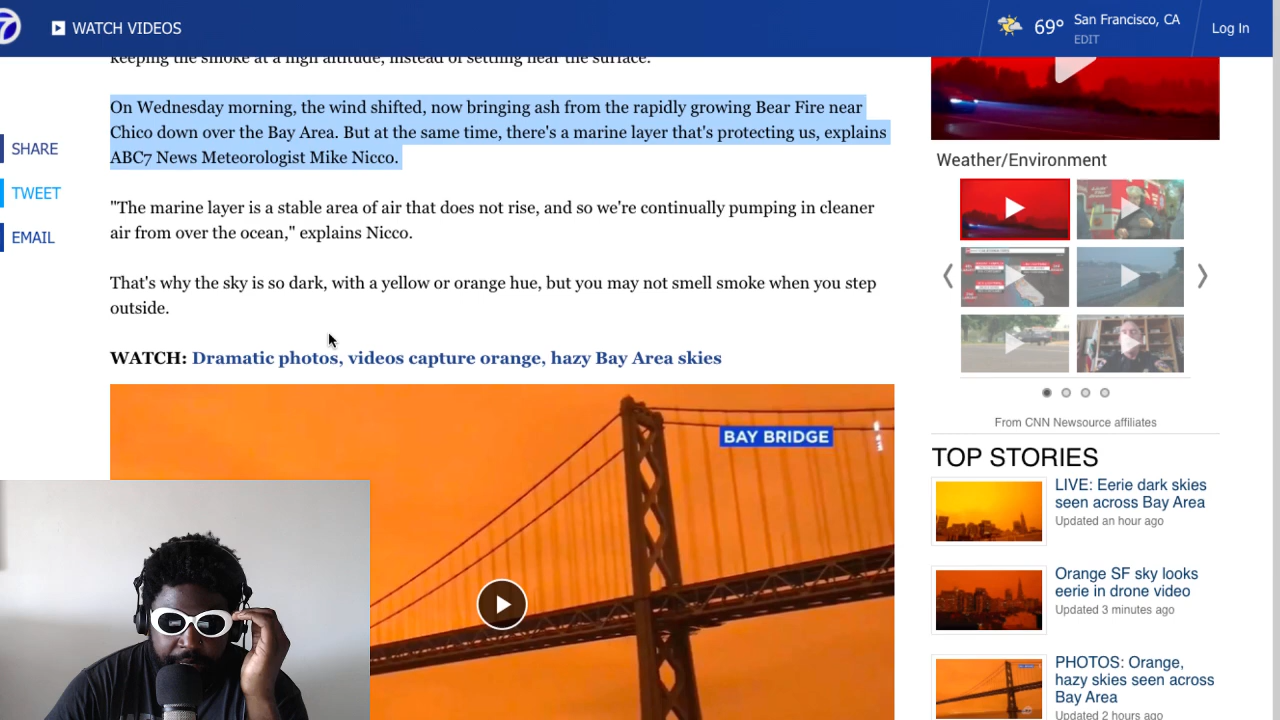 7
WATCH VIDEOS
69°
San Francisco, CA
EDIT
Log In
keeping the smoke at a high altitude, instead of settling near the surface.
On Wednesday morning, the wind shifted, now bringing ash from the rapidly growing Bear Fire near
Chico down over the Bay Area. But at the same time, there's a marine layer that's protecting us, explains
ABC7 News Meteorologist Mike Nicco.
"The marine layer is a stable area of air that does not rise, and so we're continually pumping in cleaner
air from over the ocean," explains Nicco.
That's why the sky is so dark, with a yellow or orange hue, but you may not smell smoke when you step
outside.
WATCH: Dramatic photos, videos capture orange, hazy Bay Area skies
BAY BRIDGE
SHARE
TWEET
EMAIL
Weather/Environment
From CNN Newsource affiliates
TOP STORIES
LIVE: Eerie dark skies
seen across Bay Area
Updated an hour ago
Orange SF sky looks
eerie in drone video
Updated 3 minutes ago
PHOTOS: Orange,
hazy skies seen across
Bay Area
Updated 2 hours ago